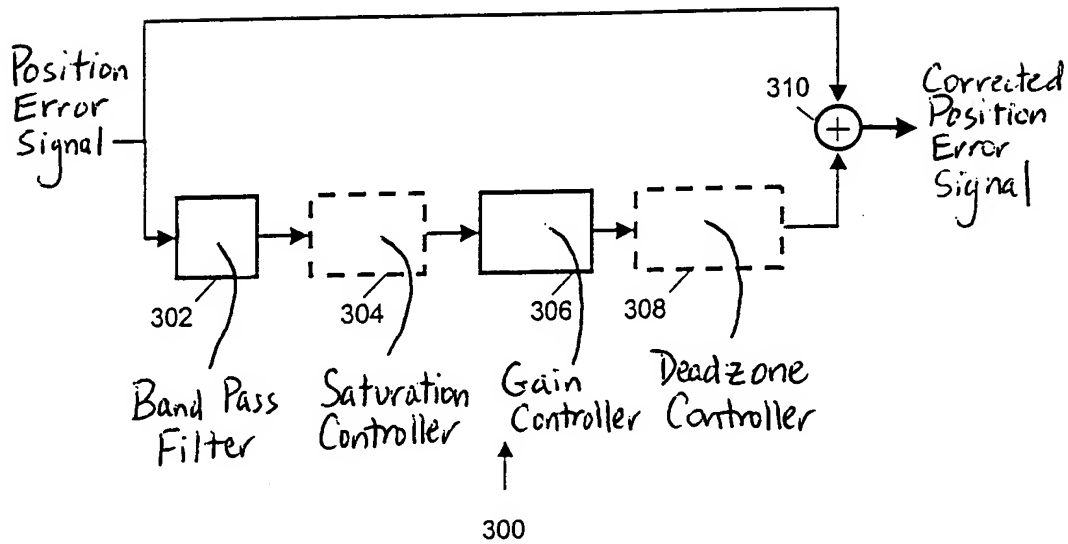 Position
Error
Signal
310
Corrected
Position
Error
Signal
302
304
306
308
Band Pass
Filter
Saturation
Controller
Gain
Controller
Deadzone
Controller
300